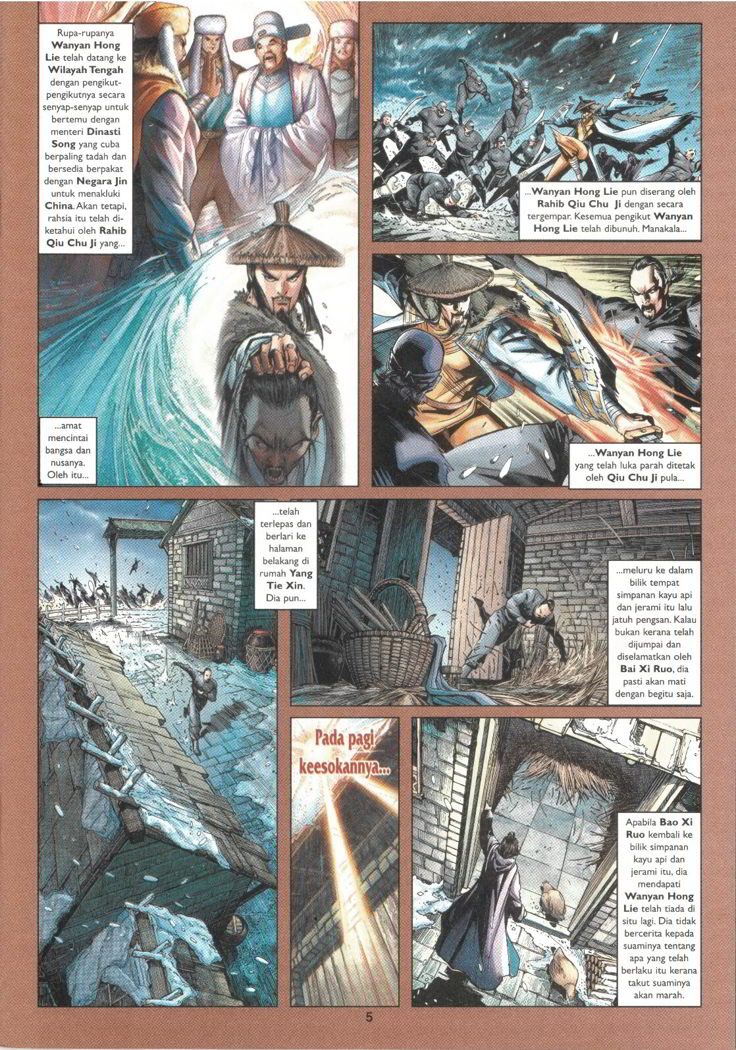 Rupa-rupanya
Wanyan Hong
Lie telah datang ke
Wilayah Tengah
dengan pengikut-
pengikutnya secara
senyap-senyap untuk
bertemu dengan
menteri Dinasti
Song yang cuba
berpaling tadah dan
bersedia berpakat
dengan Negara Jin
untuk menakluki
China. Akan tetapi,
rahsia itu telah di-
ketahui oleh Rahib
Qiu Chu Ji yang...
...amat
mencintai
bangsa dan
nusanya.
Oleh itu...
...Wanyan Hong Lie pun diserang oleh
Rahib Qiu Chu Ji dengan secara
tergempar. Kesemua pengikut Wanyan
Hong Lie telah dibunuh. Manakala...
...Wanyan Hong Lie
yang telah luka parah ditetak
oleh Qiu Chu Ji pula...
...telah
terlepas dan
berlari ke
halaman
belakang di
rumah Yang
Tie Xin.
Dia pun...
...meluru ke dalam
bilik tempat
simpanan kayu api
dan jerami itu lalu
jatuh pengsan. Kalau
bukan kerana telah
dijumpai dan
diselamatkan oleh
Bai Xi Ruo, dia
pasti akan mati
dengan begitu saja.
Pada pagi
keesokannya...
Apabila Bao Xi
Ruo kembali ke
bilik simpanan
kayu api dan
jerami itu, dia
mendapati
Wanyan Hong
Lie telah tiada di
situ lagi. Dia tidak
bercerita kepada
suaminya tentang
apa yang telah
berlaku itu kerana
takut suaminya
akan marah.
5